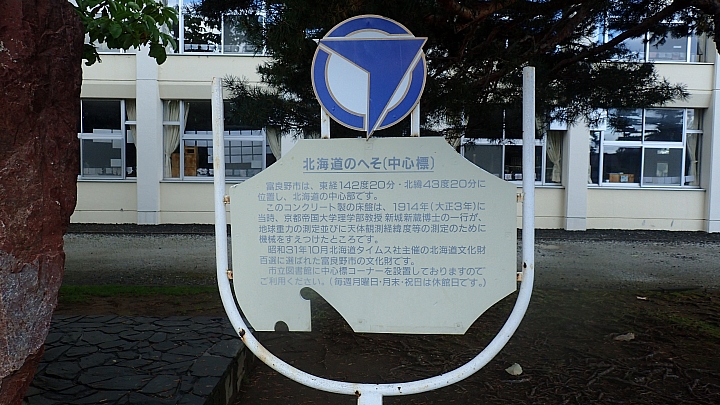 北海道のへそ(中心標)
富良野市は、東経142度20分・北緯43度20分に
位置し、北海道の中心部です。
このコンクリート製の床盤は、1914年(大正3年)に
当時、京都帝国大学理学部教授 新城新蔵博士の一行が、
地球重力の測定並びに天体観測経緯度等の測定のために
機械をすえつけたところです。
昭和31年10月北海道タイムス社主催の北海道文化財
百選に選ばれた富良野市の文化財です。
市立図書館に中心標コーナーを設置しておりますので
ご利用ください。(毎週月曜日・月末・祝日は休館日です。)